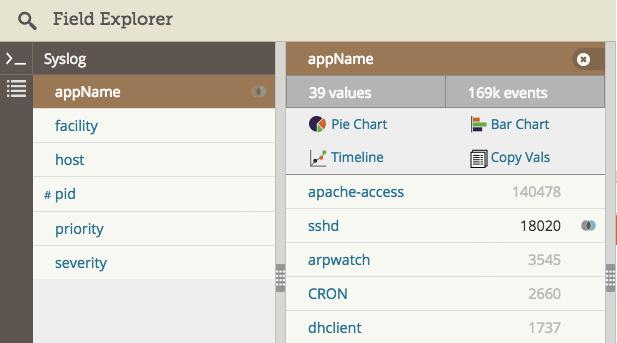 Field Explorer
Syslog
appName
facility
host
# pid
priority
severity
appName
39 values 169k events
Pie Chart Bar Chart
Timeline Copy Vals
apache-access 140478
sshd 18020
arpwatch 3545
CRON 2660
dhclient 1737